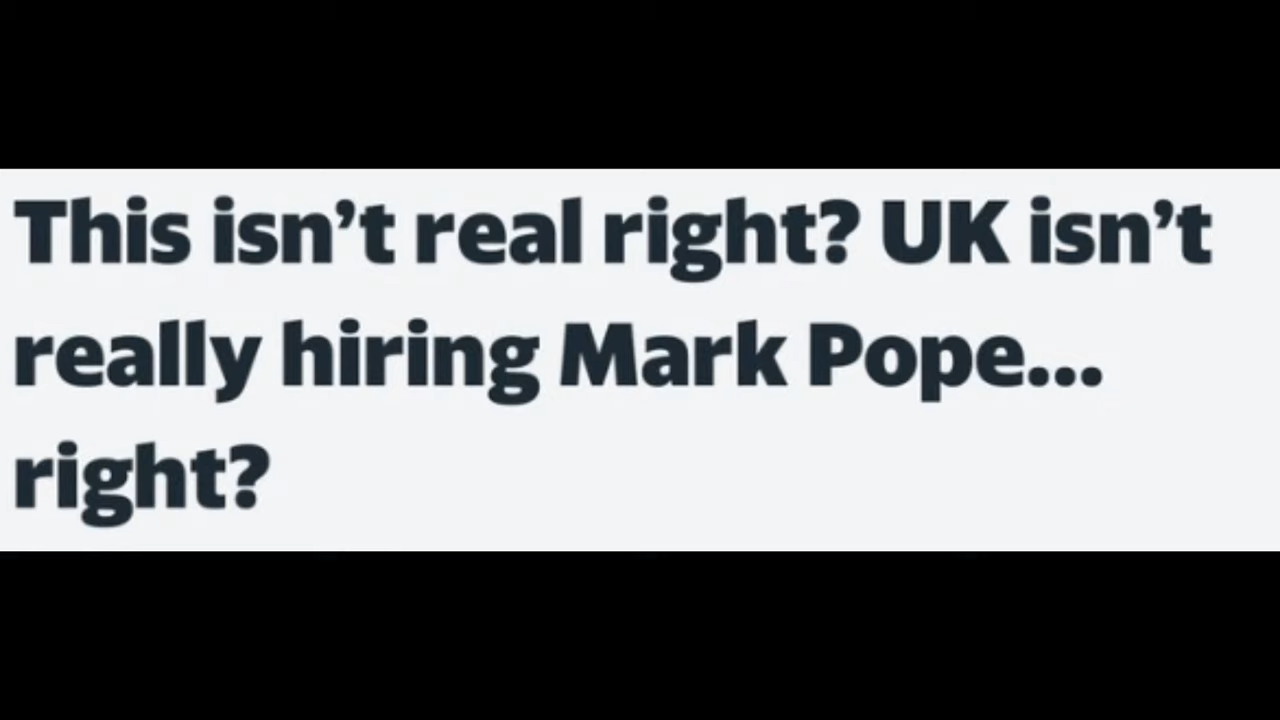 This isn’t real right? UK isn’t
really hiring Mark Pope...
right?